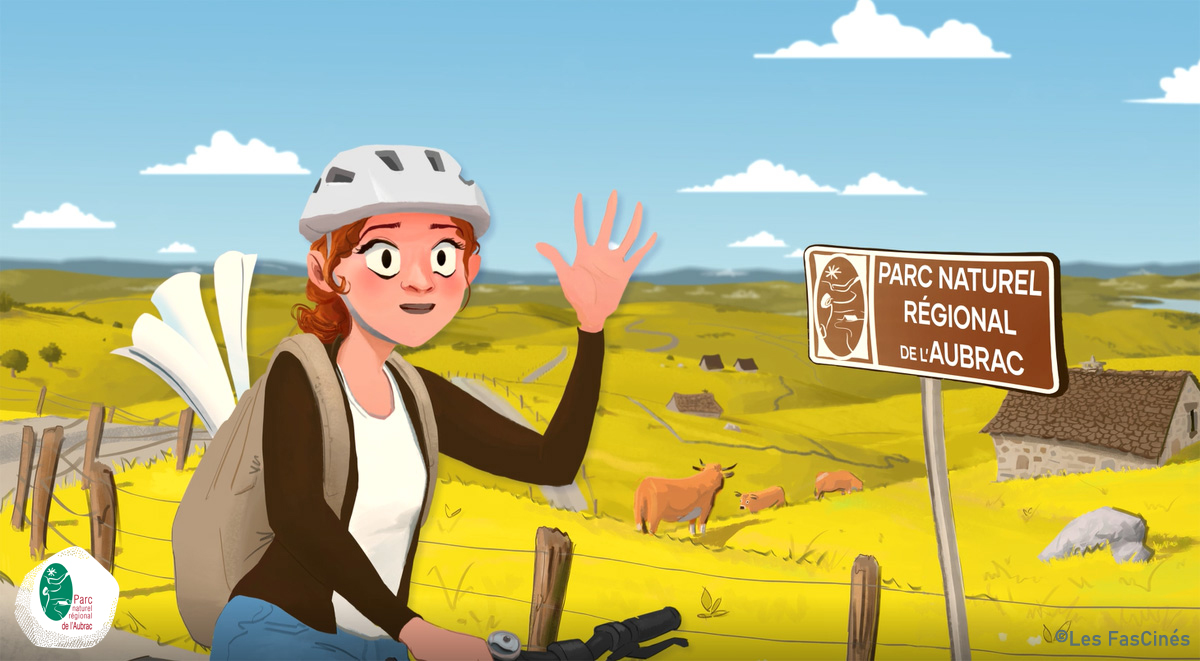 PARC NATUREL
RÉGIONAL
DE L'AUBRAC
Parc
naturel
régional
de l'Aubrac
©Les FasCinés